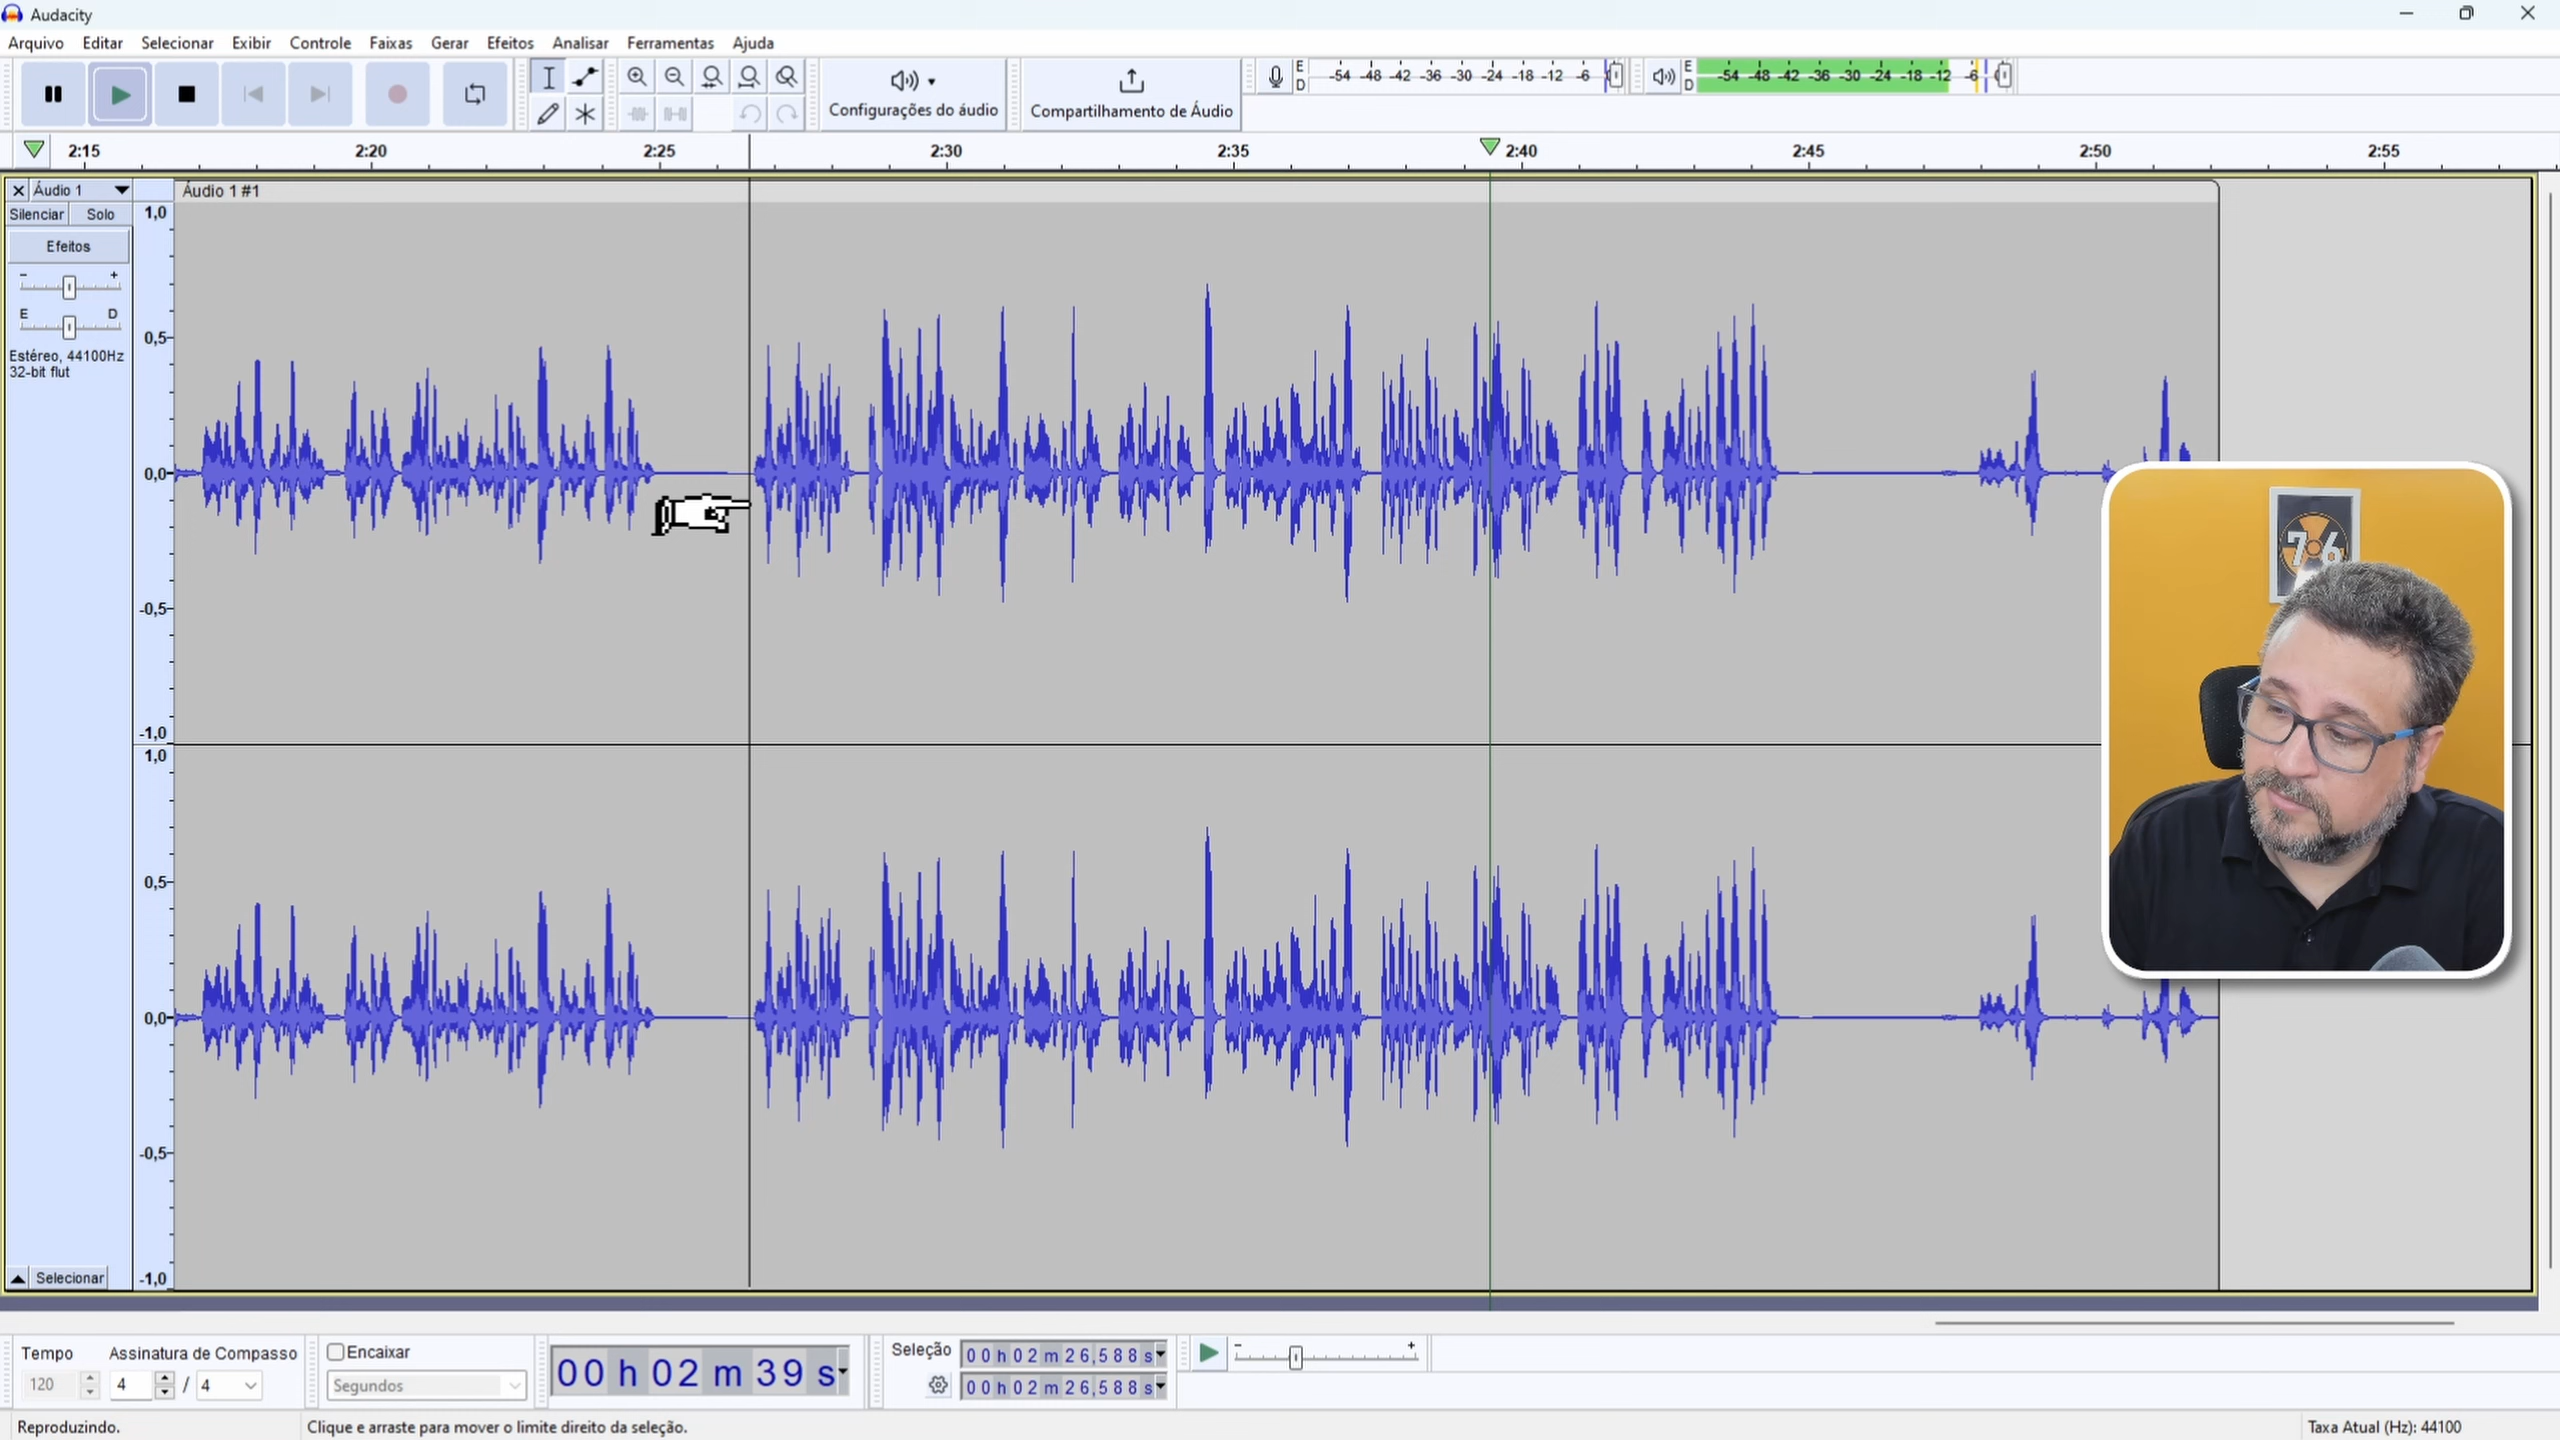 Audacity
Arquivo Editar Selecionar Exibir Controle Faixas Gerar Efeitos Analisar Ferramentas Ajuda
Configurações do áudio
Compartilhamento de Áudio
E
D
-54 -48 -42 -36 -30 -24 -18 -12 -6
E
D
-54 -48 -42 -36 -30 -24 -18 -12 -6
2:15 2:20 2:25 2:30 2:35 2:40 2:45 2:50 2:55
Áudio 1
Áudio 1 #1
Silenciar Solo
Efeitos
- +
E D
Estéreo, 44100Hz
32-bit flut
1,0
0,5
0,0
-0,5
-1,0
1,0
0,5
0,0
-0,5
-1,0
76
Selecionar
Tempo
120
Assinatura de Compasso
4 / 4
Encaixar
Segundos
00 h 02 m 39 s
Seleção
00 h 02 m 26,588 s
00 h 02 m 26,588 s
- +
Reproduzindo.
Clique e arraste para mover o limite direito da seleção.
Taxa Atual (Hz): 44100